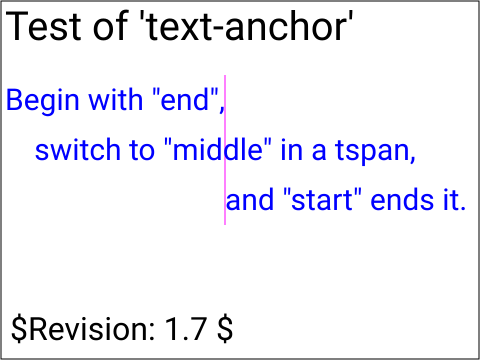 Test of 'text-anchor'
Begin with "end",
switch to "middle" in a tspan,
and "start" ends it.
$Revision: 1.7 $